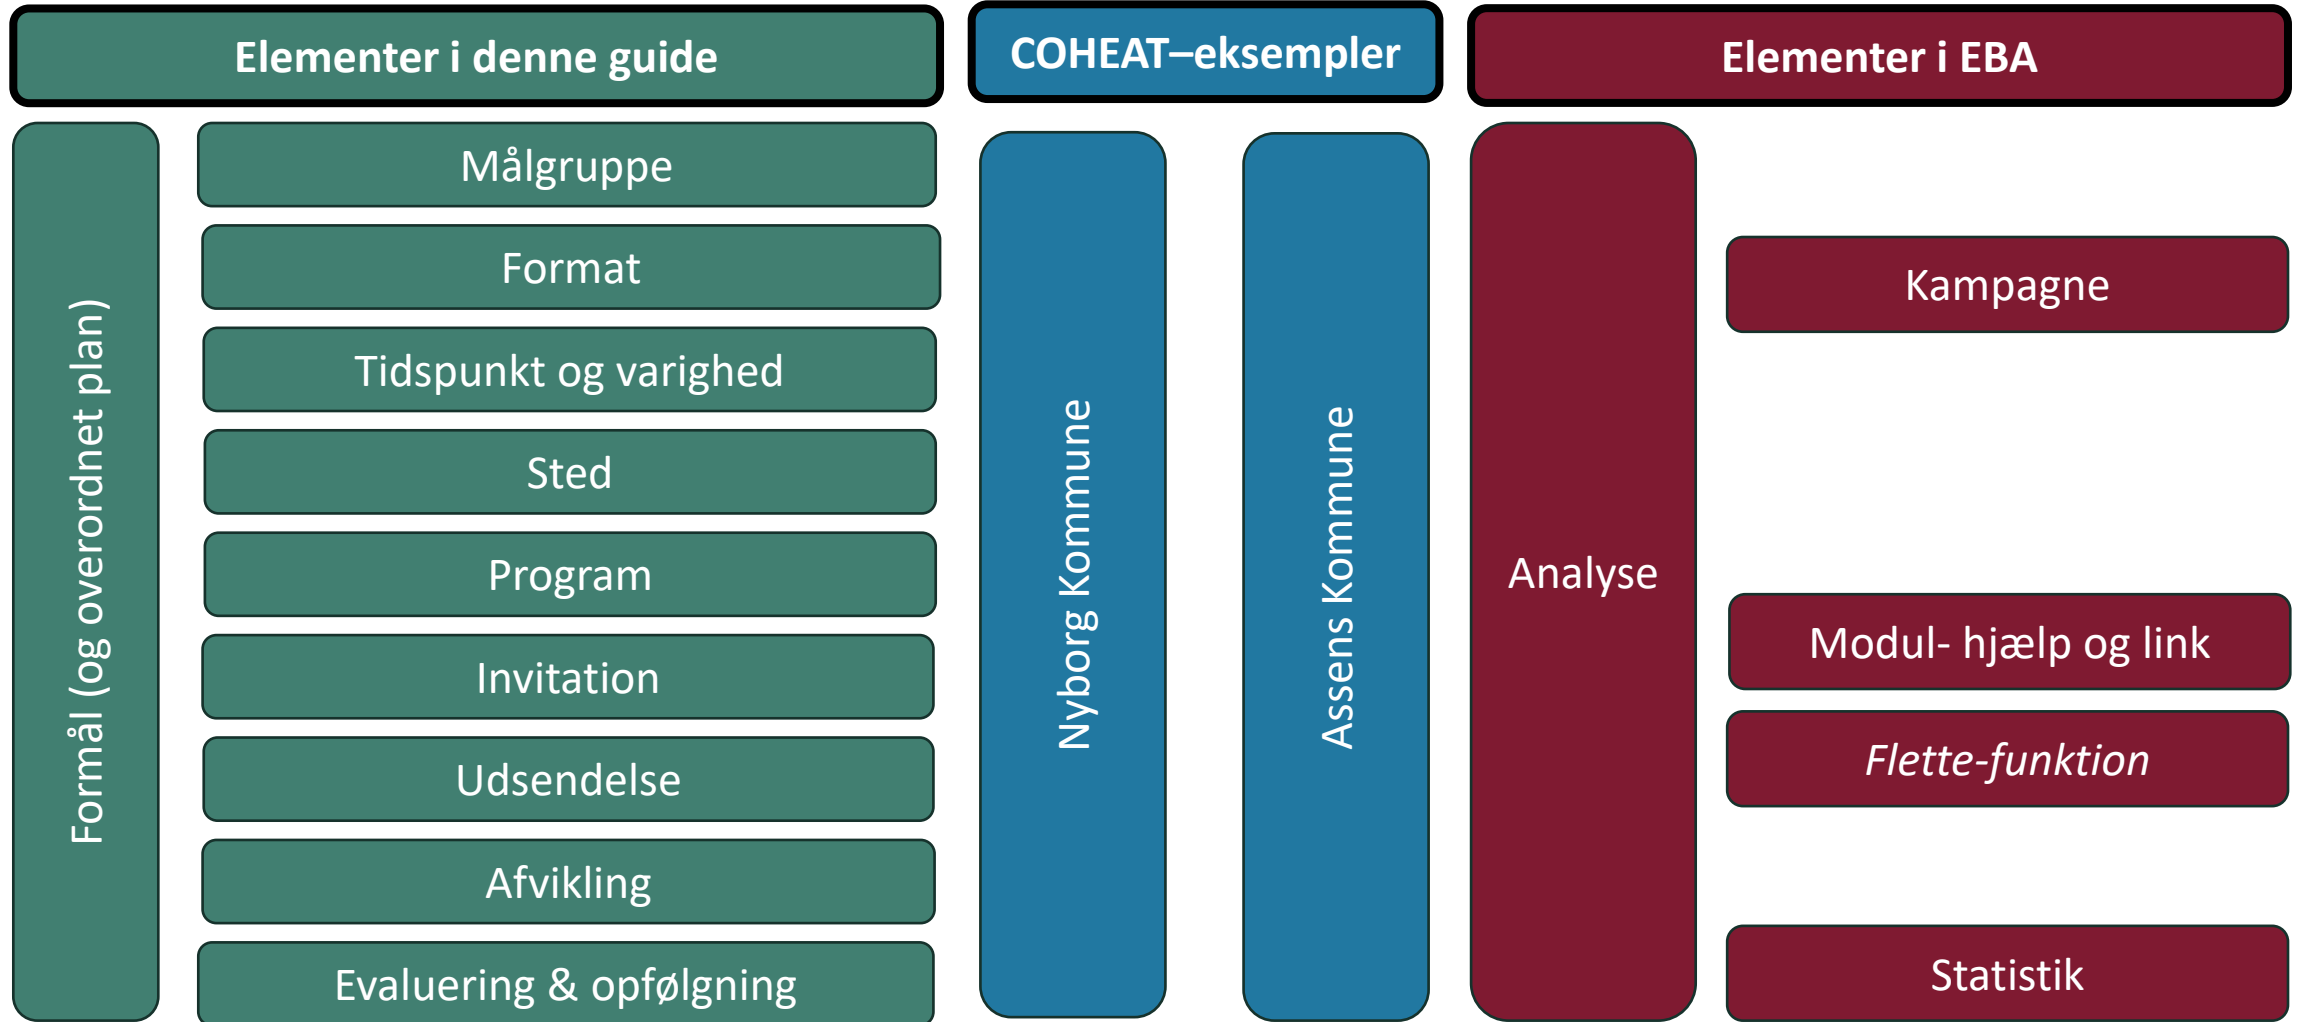 Elementer i denne guide
COHEAT–eksempler
Elementer i EBA
Formål (og overordnet plan)
Målgruppe
Format
Tidspunkt og varighed
Sted
Program
Invitation
Udsendelse
Afvikling
Evaluering & opfølgning
Nyborg Kommune
Assens Kommune
Analyse
Kampagne
Modul- hjælp og link
Flette-funktion
Statistik